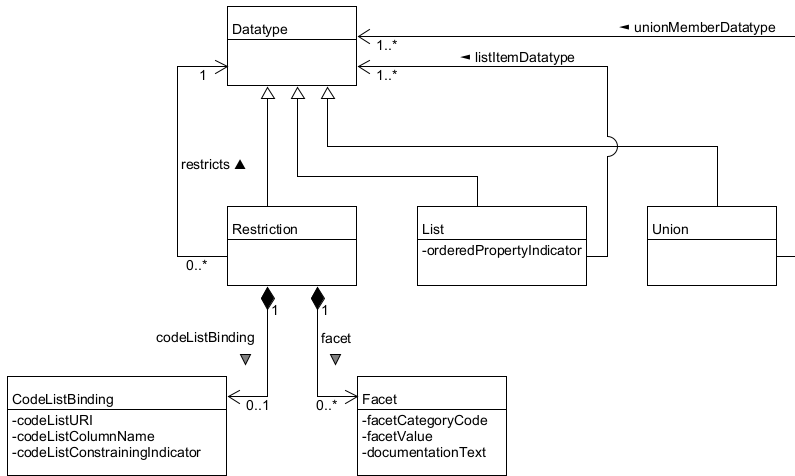 Datatype
◄ unionMemberDatatype
1..*
◄ listItemDatatype
1
1..*
restricts ▲
Restriction
List
Union
-orderedPropertyIndicator
0..*
1
1
codeListBinding
facet
0..1
0..*
CodeListBinding
Facet
-codeListURI
-facetCategoryCode
-codeListColumnName
-facetValue
-codeListConstrainingIndicator
-documentationText